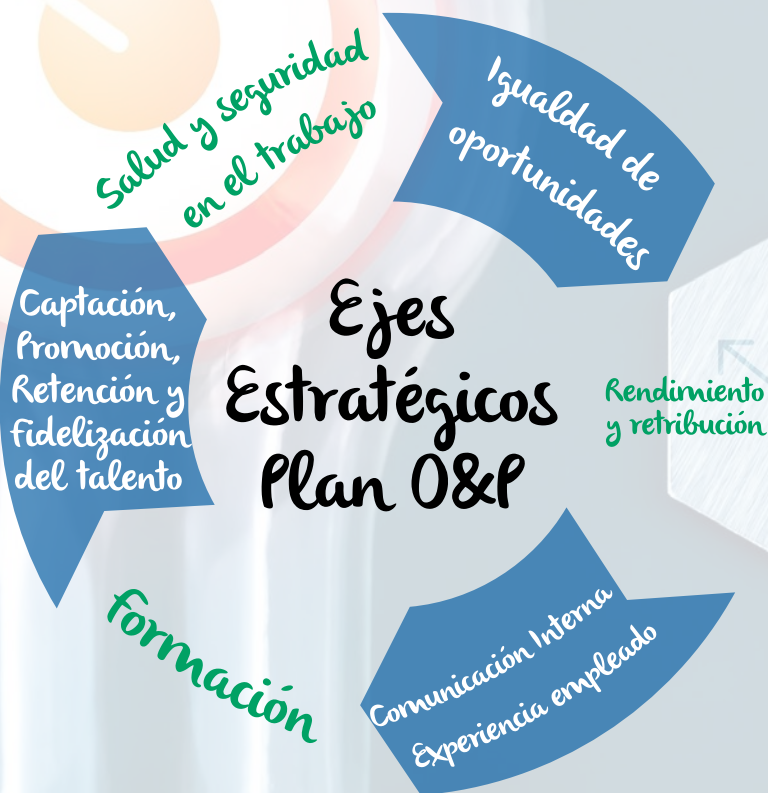 Salud y seguridad
en el trabajo
Igualdad de
oportunidades
Captación,
Promoción,
Retención y
fidelización
del talento
Ejes
Estratégicos
Plan O&P
Rendimiento
y retribución
formación
Comunicación Interna
Experiencia empleado